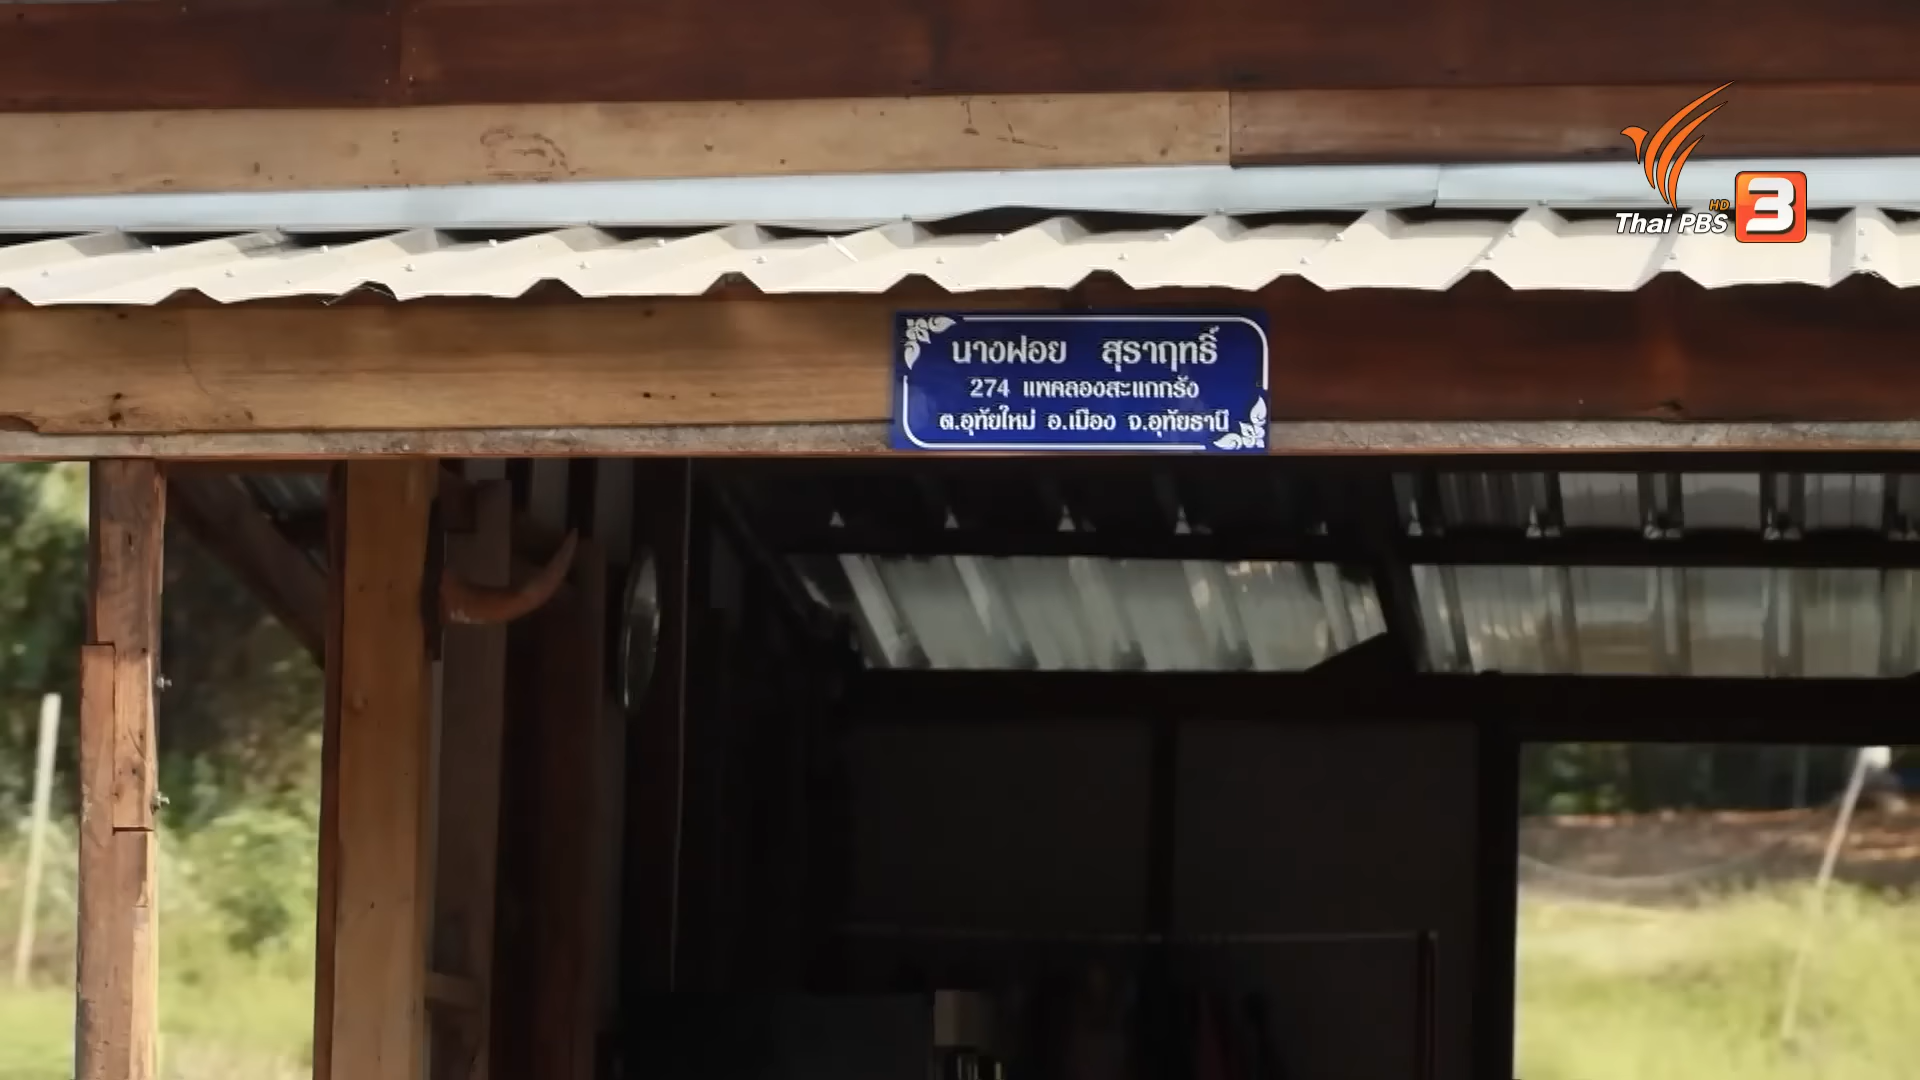 HD
Thai PBS 3
นางฝอย สุราฤทธิ์
274 แพคลองสะแกกรัง
ต.อุทัยใหม่ อ.เมือง จ.อุทัยธานี